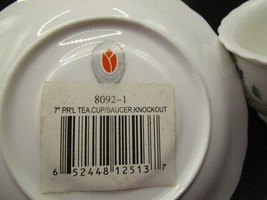 8092-1
7" PR'L TEA CUP/SAUCER, KNOCKOUT
6 52448 12513 7